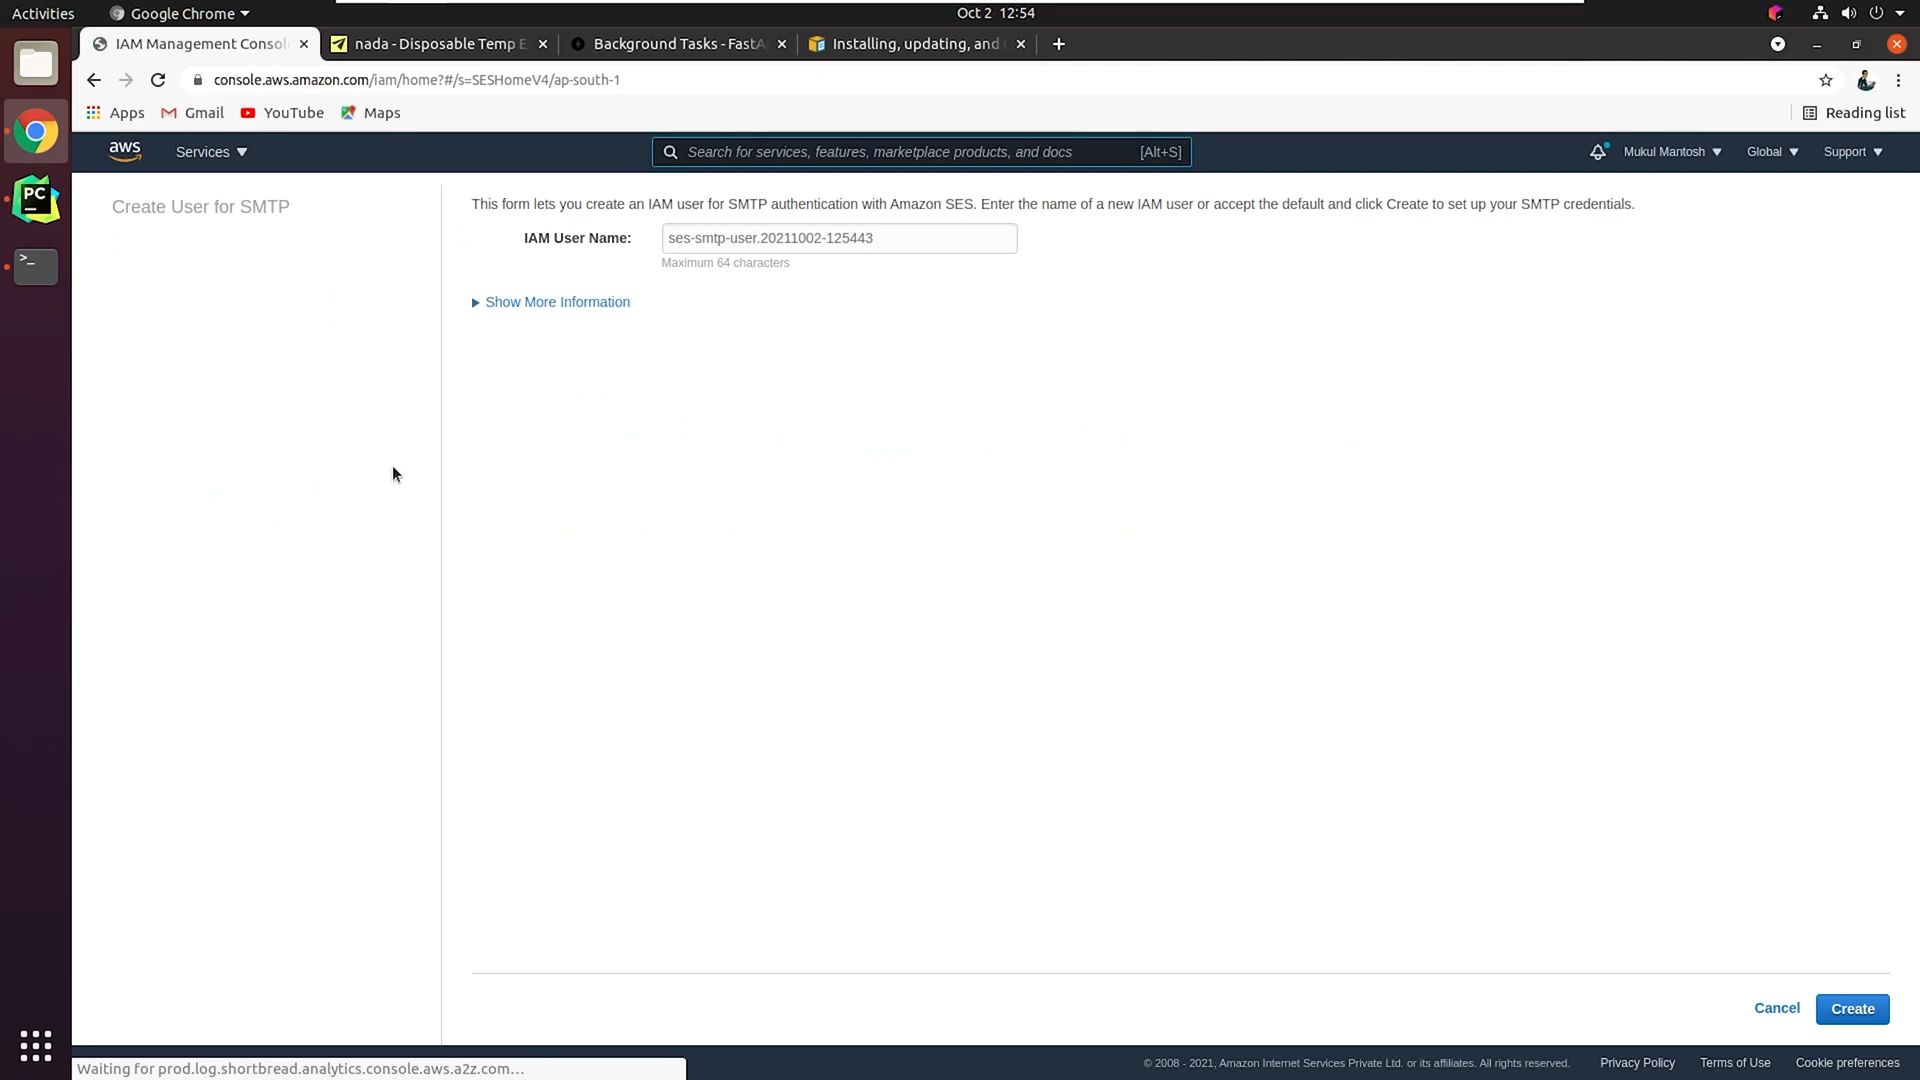 Activities
Google Chrome
Oct 2 12:54
IAM Management Consol
nada - Disposable Temp E
Background Tasks - FastA
Installing, updating, and
console.aws.amazon.com/iam/home?#/s=SESHomeV4/ap-south-1
Apps
Gmail
YouTube
Maps
Reading list
aws
Services
Search for services, features, marketplace products, and docs
[Alt+S]
Mukul Mantosh
Global
Support
Create User for SMTP
This form lets you create an IAM user for SMTP authentication with Amazon SES. Enter the name of a new IAM user or accept the default and click Create to set up your SMTP credentials.
IAM User Name:
ses-smtp-user.20211002-125443
Maximum 64 characters
Show More Information
PC
>_
Cancel
Create
Waiting for prod.log.shortbread.analytics.console.aws.a2z.com...
© 2008 - 2021, Amazon Internet Services Private Ltd. or its affiliates. All rights reserved.
Privacy Policy
Terms of Use
Cookie preferences